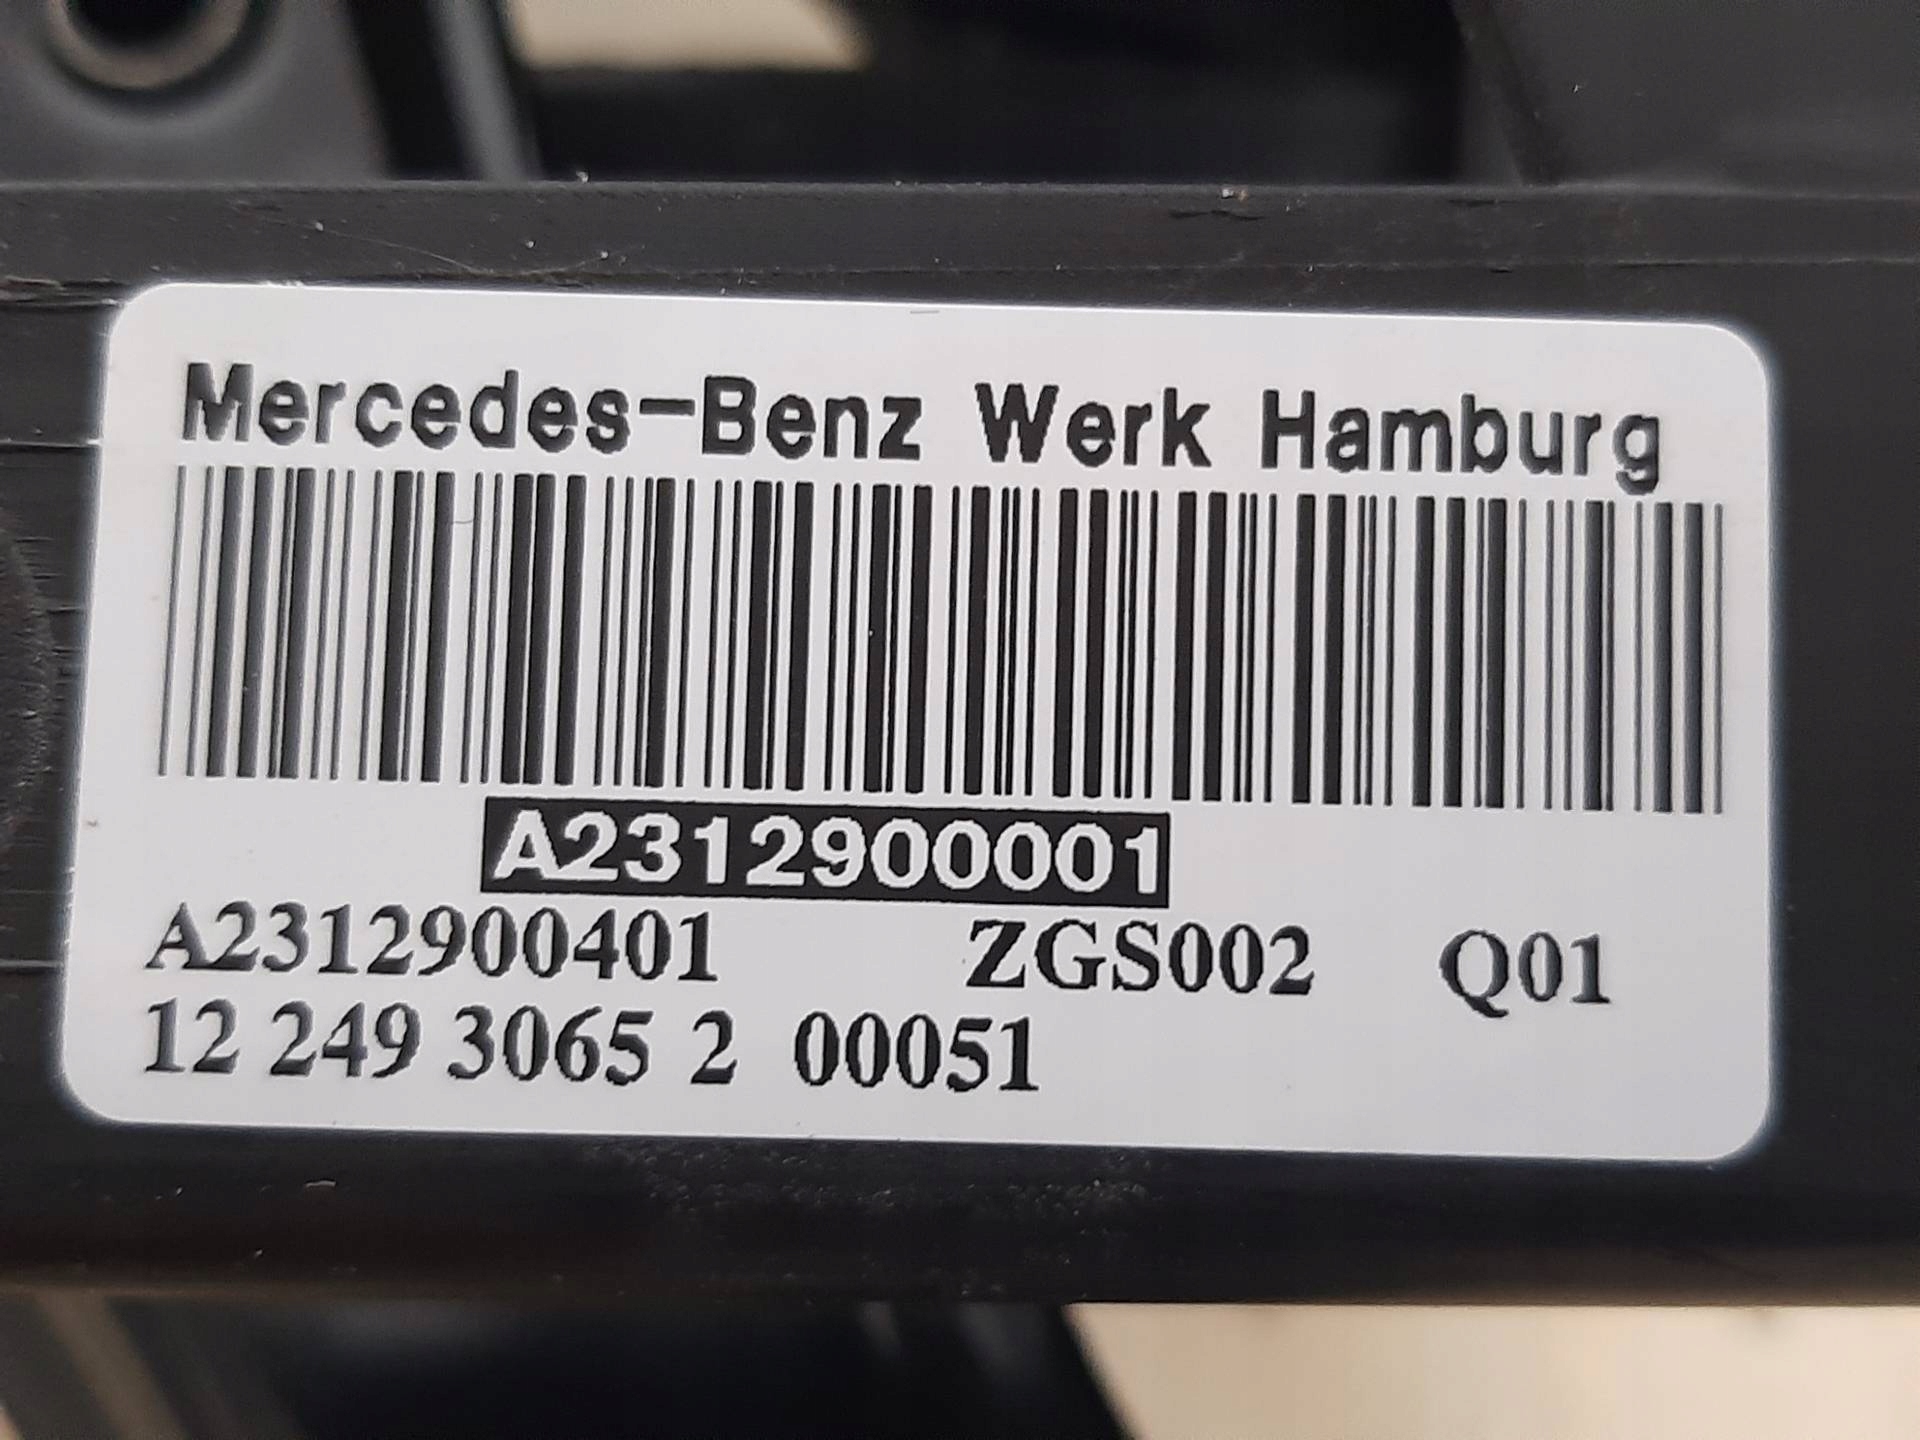 Mercedes-Benz Werk Hamburg
A2312900001
A2312900401 ZGS002 Q01
12 249 3065 2 00051